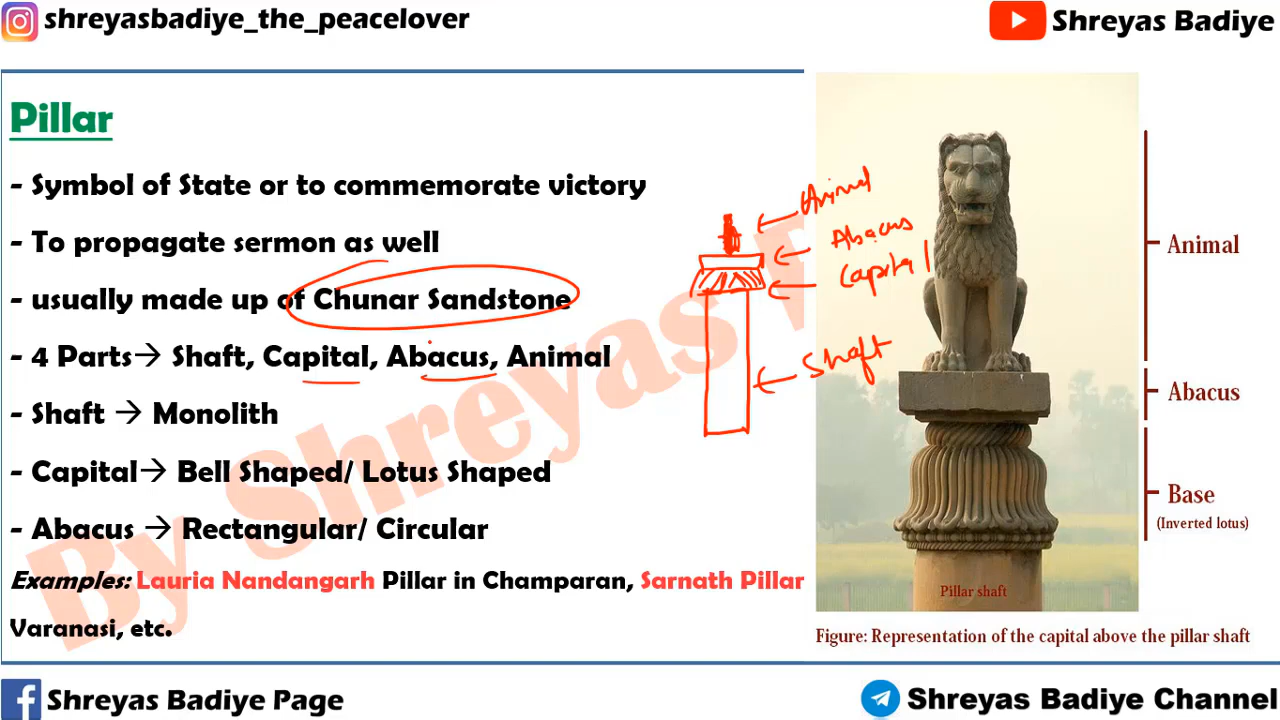 shreyasbadiye_the_peacelover
Shreyas Badiye
Pillar
- Symbol of State or to commemorate victory
- To propagate sermon as well
- usually made up of Chunar Sandstone
- 4 Parts→ Shaft, Capital, Abacus, Animal
- Shaft → Monolith
- Capital→ Bell Shaped/ Lotus Shaped
- Abacus → Rectangular/ Circular
Examples: Lauria Nandangarh Pillar in Champaran, Sarnath Pillar
Varanasi, etc.
Animal
Abacus
Capital
Shaft
By Shreyas
Animal
Abacus
Base
(Inverted lotus)
Pillar shaft
Figure: Representation of the capital above the pillar shaft
Shreyas Badiye Page
Shreyas Badiye Channel